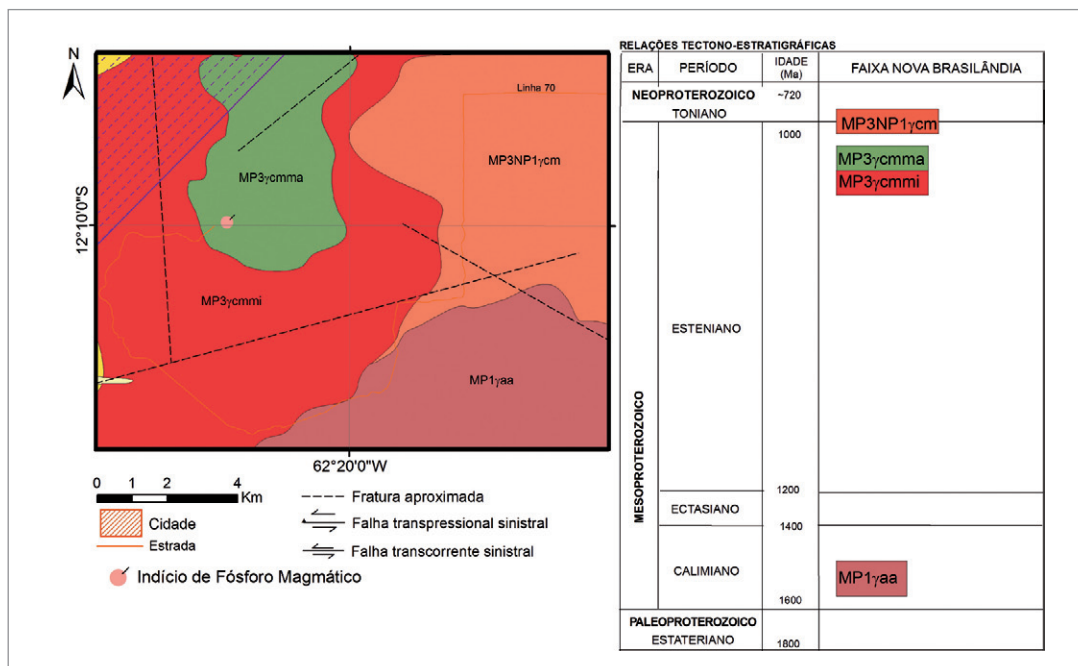 N
Linha 70
MP3NP1γcm
MP3γcmma
12°10'0"S
MP3γcmmi
MP1γaa
62°20'0"W
0 1 2 4
Km
Cidade
Estrada
Indício de Fósforo Magmático
Fratura aproximada
Falha transpressional sinistral
Falha transcorrente sinistral
RELAÇÕES TECTONO-ESTRATIGRÁFICAS
ERA PERÍODO IDADE (Ma) FAIXA NOVA BRASILÂNDIA
NEOPROTEROZOICO ~720
TONIANO
MP3NP1γcm
1000
MP3γcmma
MP3γcmmi
ESTENIANO
MESOPROTEROZOICO
1200
ECTASIANO
1400
CALIMIANO
MP1γaa
1600
PALEOPROTEROZOICO
ESTATERIANO
1800